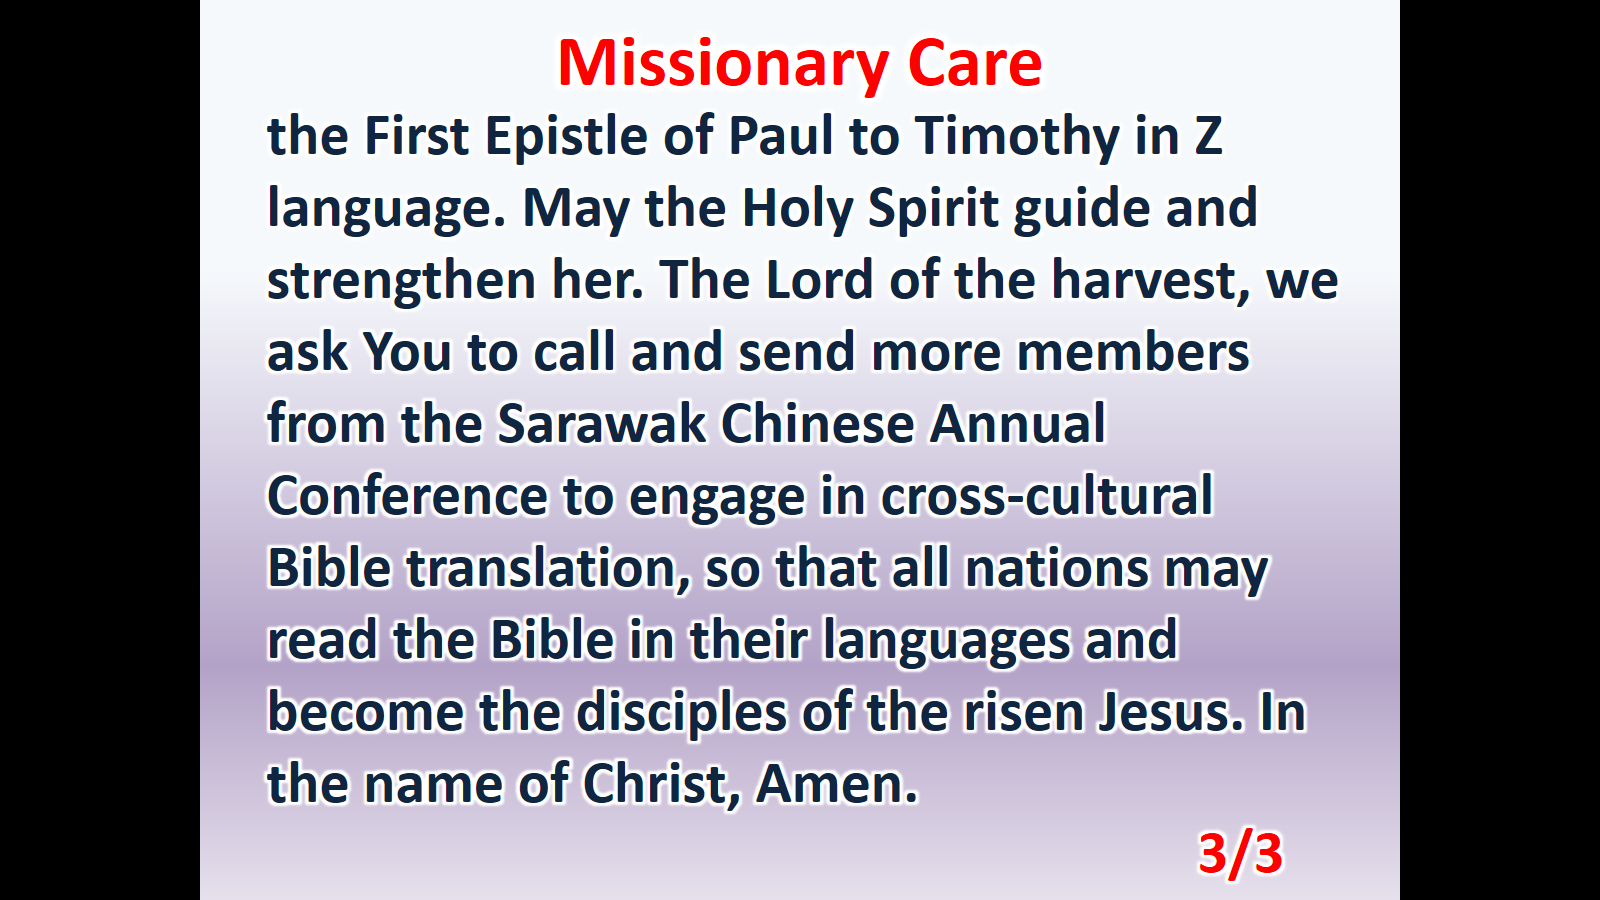 Missionary Care
the First Epistle of Paul to Timothy in Z
language. May the Holy Spirit guide and
strengthen her. The Lord of the harvest, we
ask You to call and send more members
from the Sarawak Chinese Annual
Conference to engage in cross-cultural
Bible translation, so that all nations may
read the Bible in their languages and
become the disciples of the risen Jesus. In
the name of Christ, Amen.
3/3